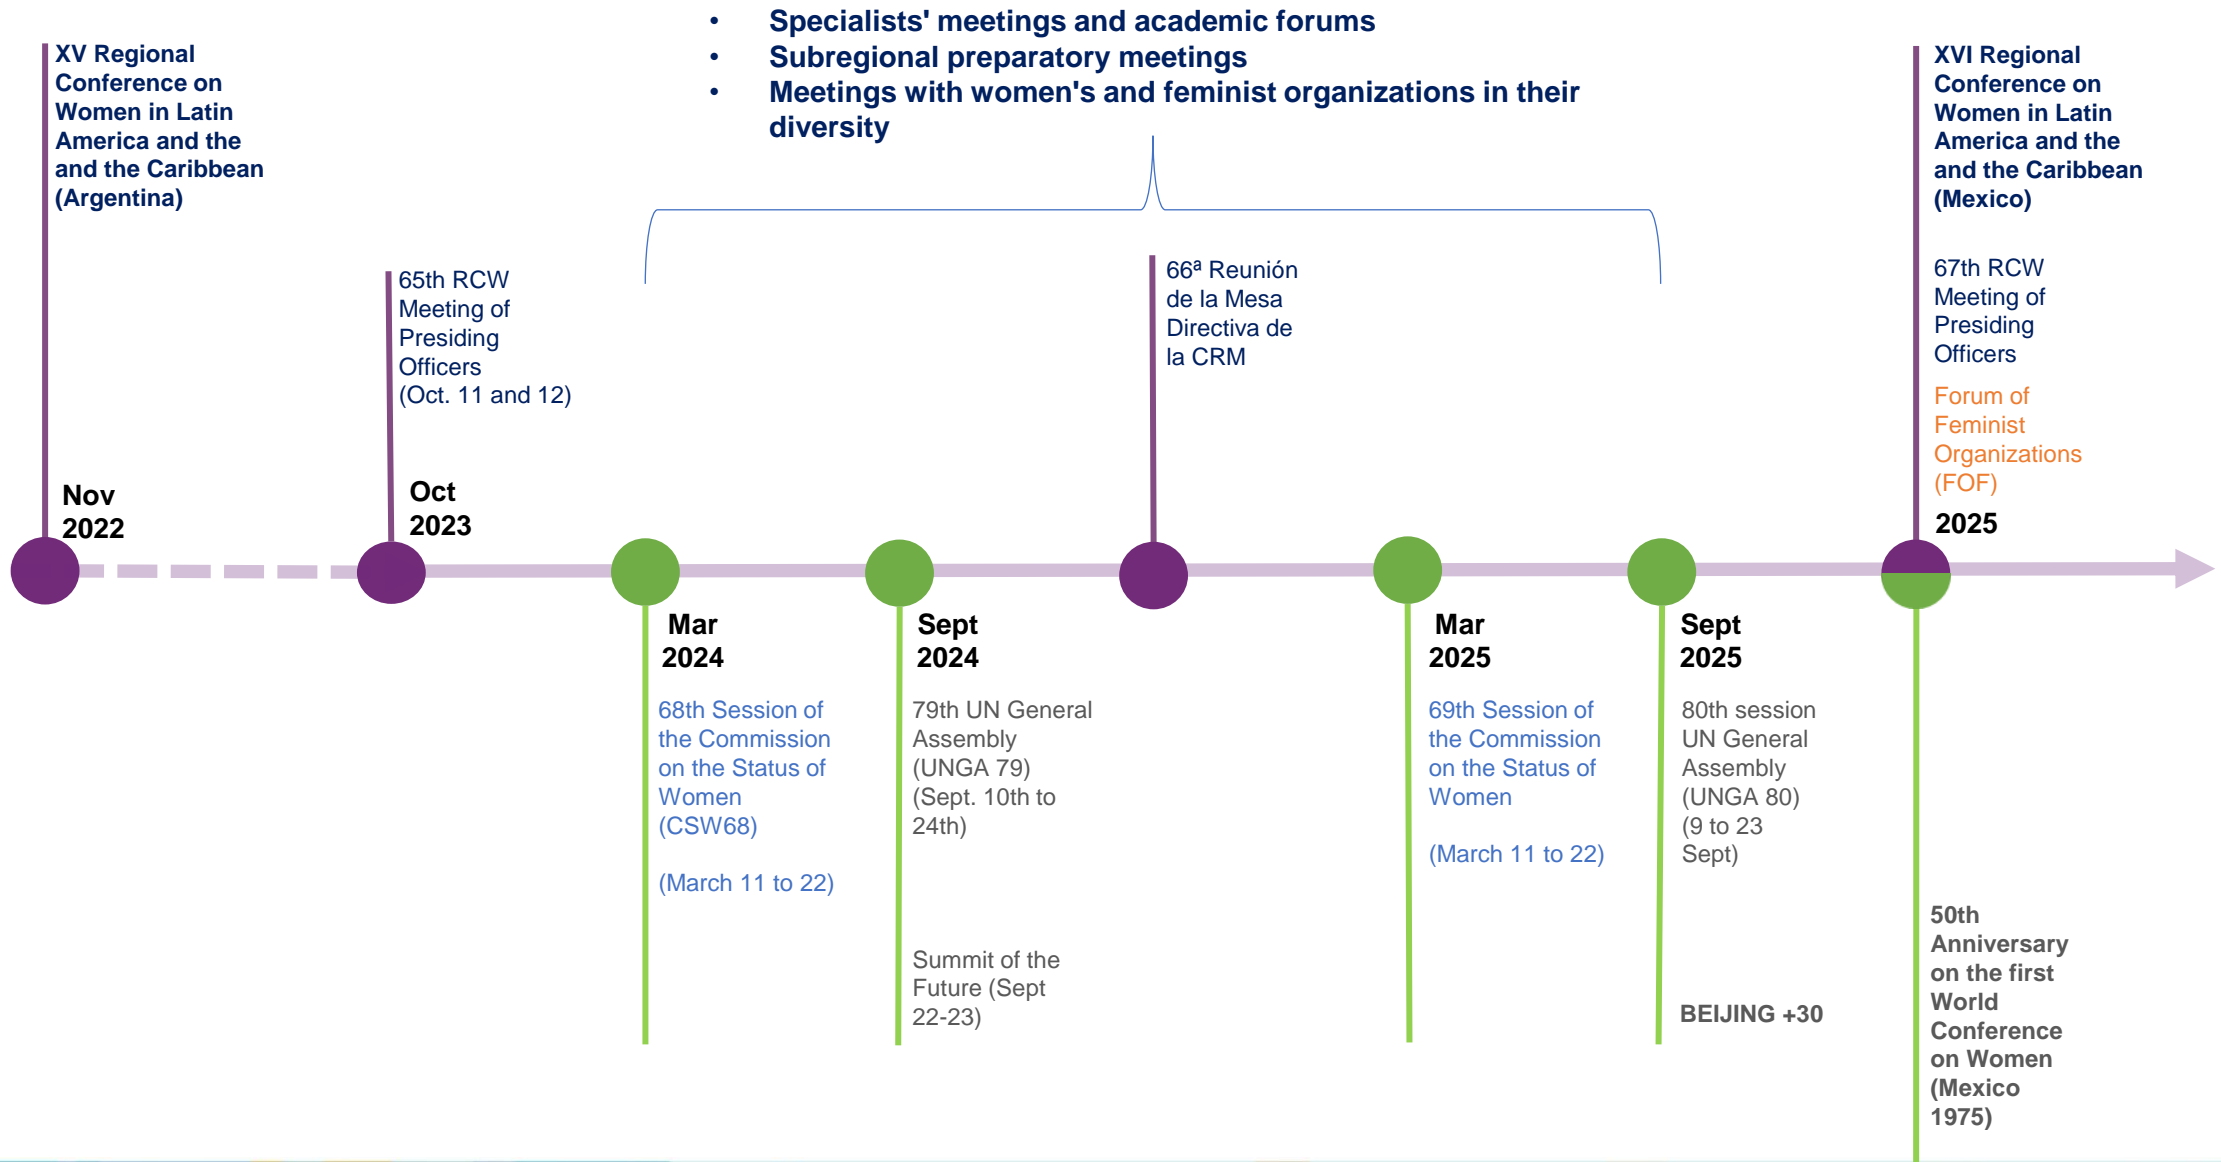 • Specialists' meetings and academic forums
• Subregional preparatory meetings
• Meetings with women's and feminist organizations in their
diversity
XV Regional
Conference on
Women in Latin
America and the
and the Caribbean
(Argentina)
Nov
2022
65th RCW
Meeting of
Presiding
Officers
(Oct. 11 and 12)
Oct
2023
Mar
2024
68th Session of
the Commission
on the Status of
Women
(CSW68)
(March 11 to 22)
Sept
2024
79th UN General
Assembly
(UNGA 79)
(Sept. 10th to
24th)
Summit of the
Future (Sept
22-23)
66ª Reunión
de la Mesa
Directiva de
la CRM
Mar
2025
69th Session of
the Commission
on the Status of
Women
(March 11 to 22)
Sept
2025
80th session
UN General
Assembly
(UNGA 80)
(9 to 23
Sept)
BEIJING +30
XVI Regional
Conference on
Women in Latin
America and the
and the Caribbean
(Mexico)
67th RCW
Meeting of
Presiding
Officers
Forum of
Feminist
Organizations
(FOF)
2025
50th
Anniversary
on the first
World
Conference
on Women
(Mexico
1975)